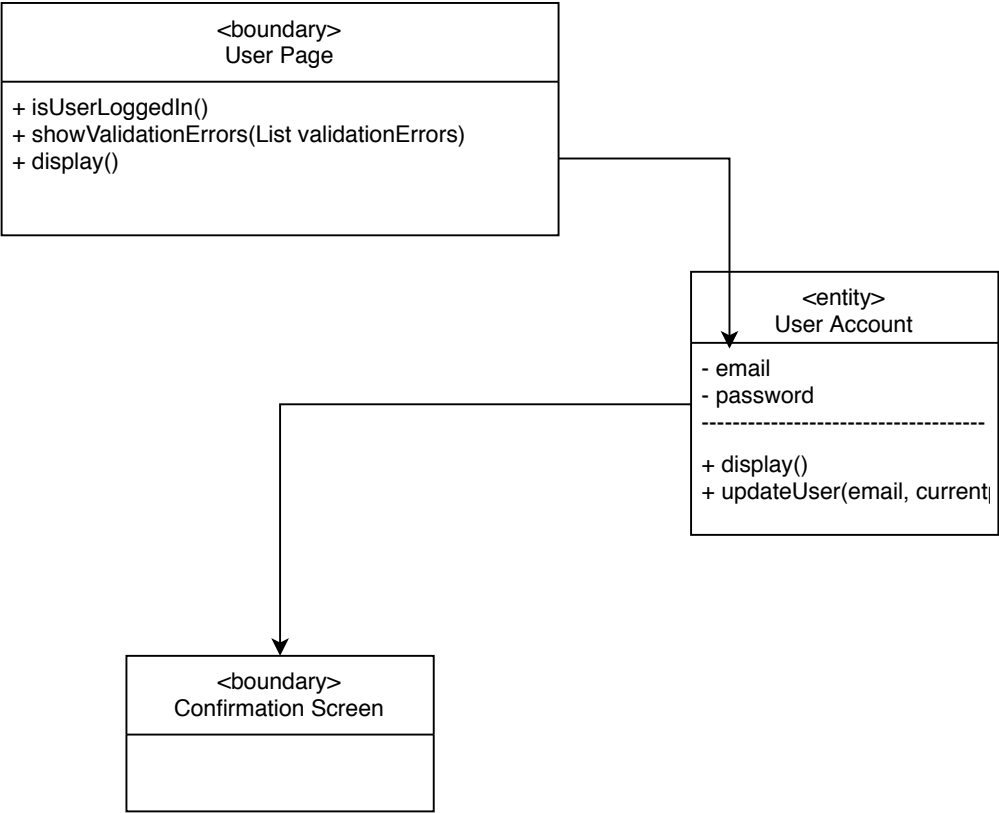 <boundary>
User Page
+ isUserLoggedIn()
+ showValidationErrors(List validationErrors)
+ display()
<entity>
User Account
- email
- password
-------------------------------------
+ display()
+ updateUser(email, current
<boundary>
Confirmation Screen